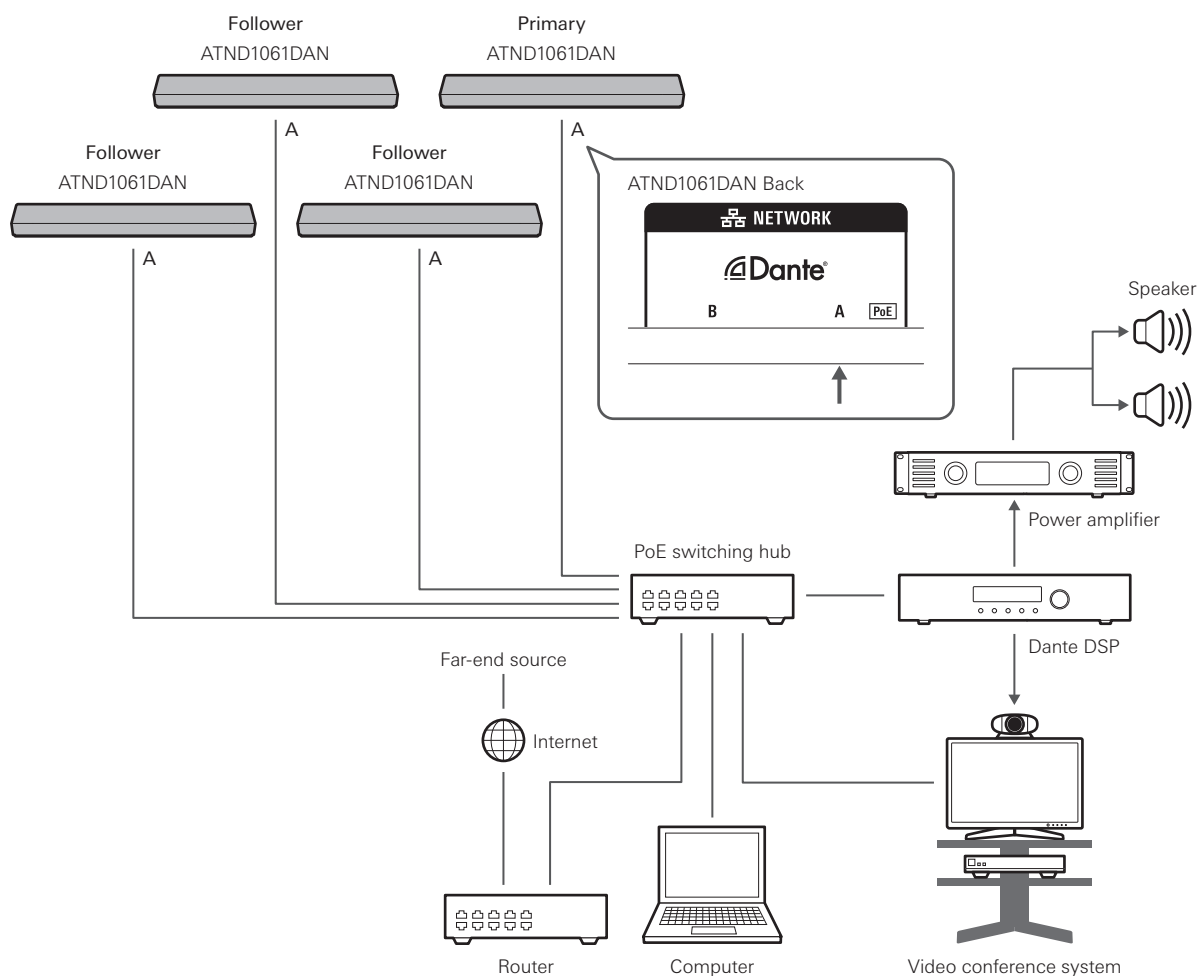 Follower
ATND1061DAN
Primary
ATND1061DAN
A
A
Follower
ATND1061DAN
Follower
ATND1061DAN
A
A
ATND1061DAN Back
NETWORK
Dante®
B A PoE
Speaker
Power amplifier
PoE switching hub
Dante DSP
Far-end source
Internet
Router
Computer
Video conference system